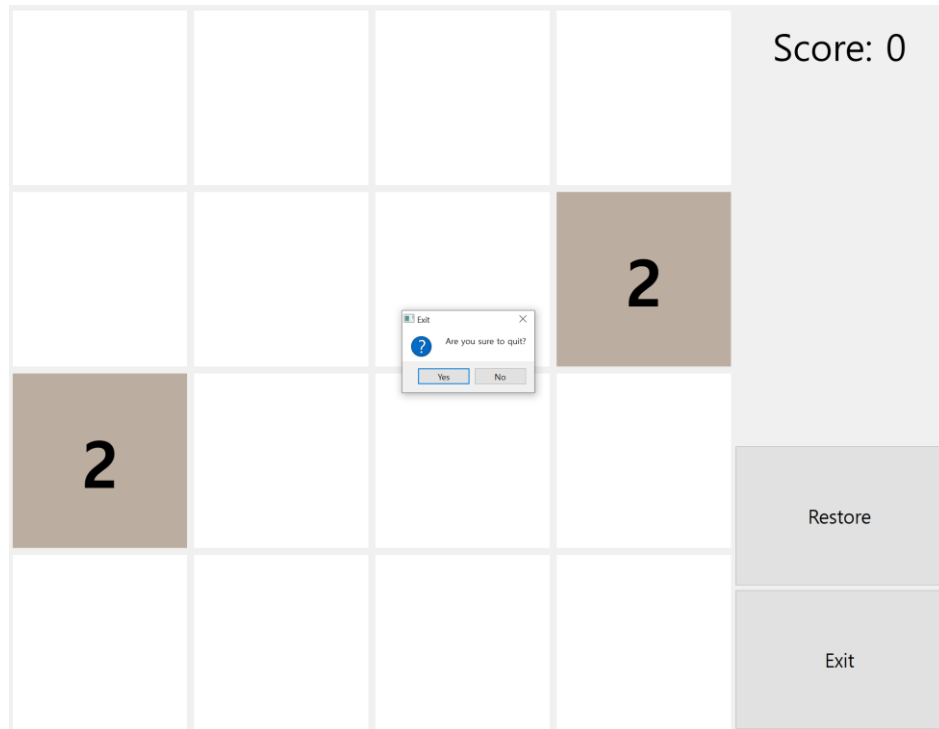 Score: 0
2
Exit
? Are you sure to quit?
Yes No
2
Restore
Exit